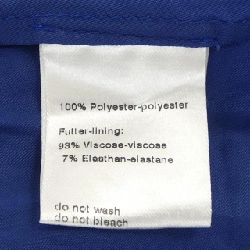 100% Polyester-polyester
Futter-lining:
93% Viscose-viscose
7% Elasthan-elastane
do not wash
do not bleach